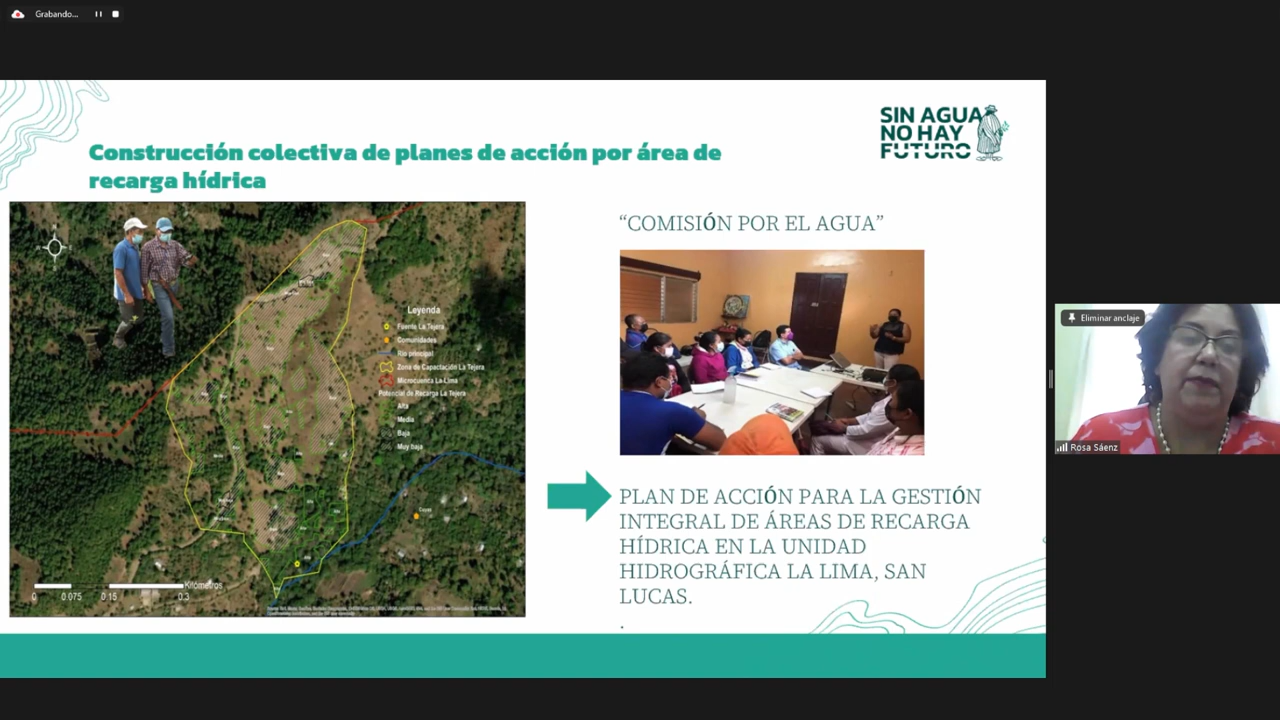 Grabando...
SIN AGUA
NO HAY
FUTURO
Construcción colectiva de planes de acción por área de
recarga hídrica
“COMISIÓN POR EL AGUA”
N
E
Leyenda
Fuente La Tejera
Comunidades
Rio principal
Zona de Capactación La Tejera
Microcuenca La Lima
Potencial de Recarga La Tejera
Alta
Media
Baja
Muy baja
Kilómetros
0 0.075 0.15 0.3
PLAN DE ACCIÓN PARA LA GESTIÓN
INTEGRAL DE ÁREAS DE RECARGA
HÍDRICA EN LA UNIDAD
HIDROGRÁFICA LA LIMA, SAN
LUCAS.
.
Eliminar anclaje
Rosa Sáenz